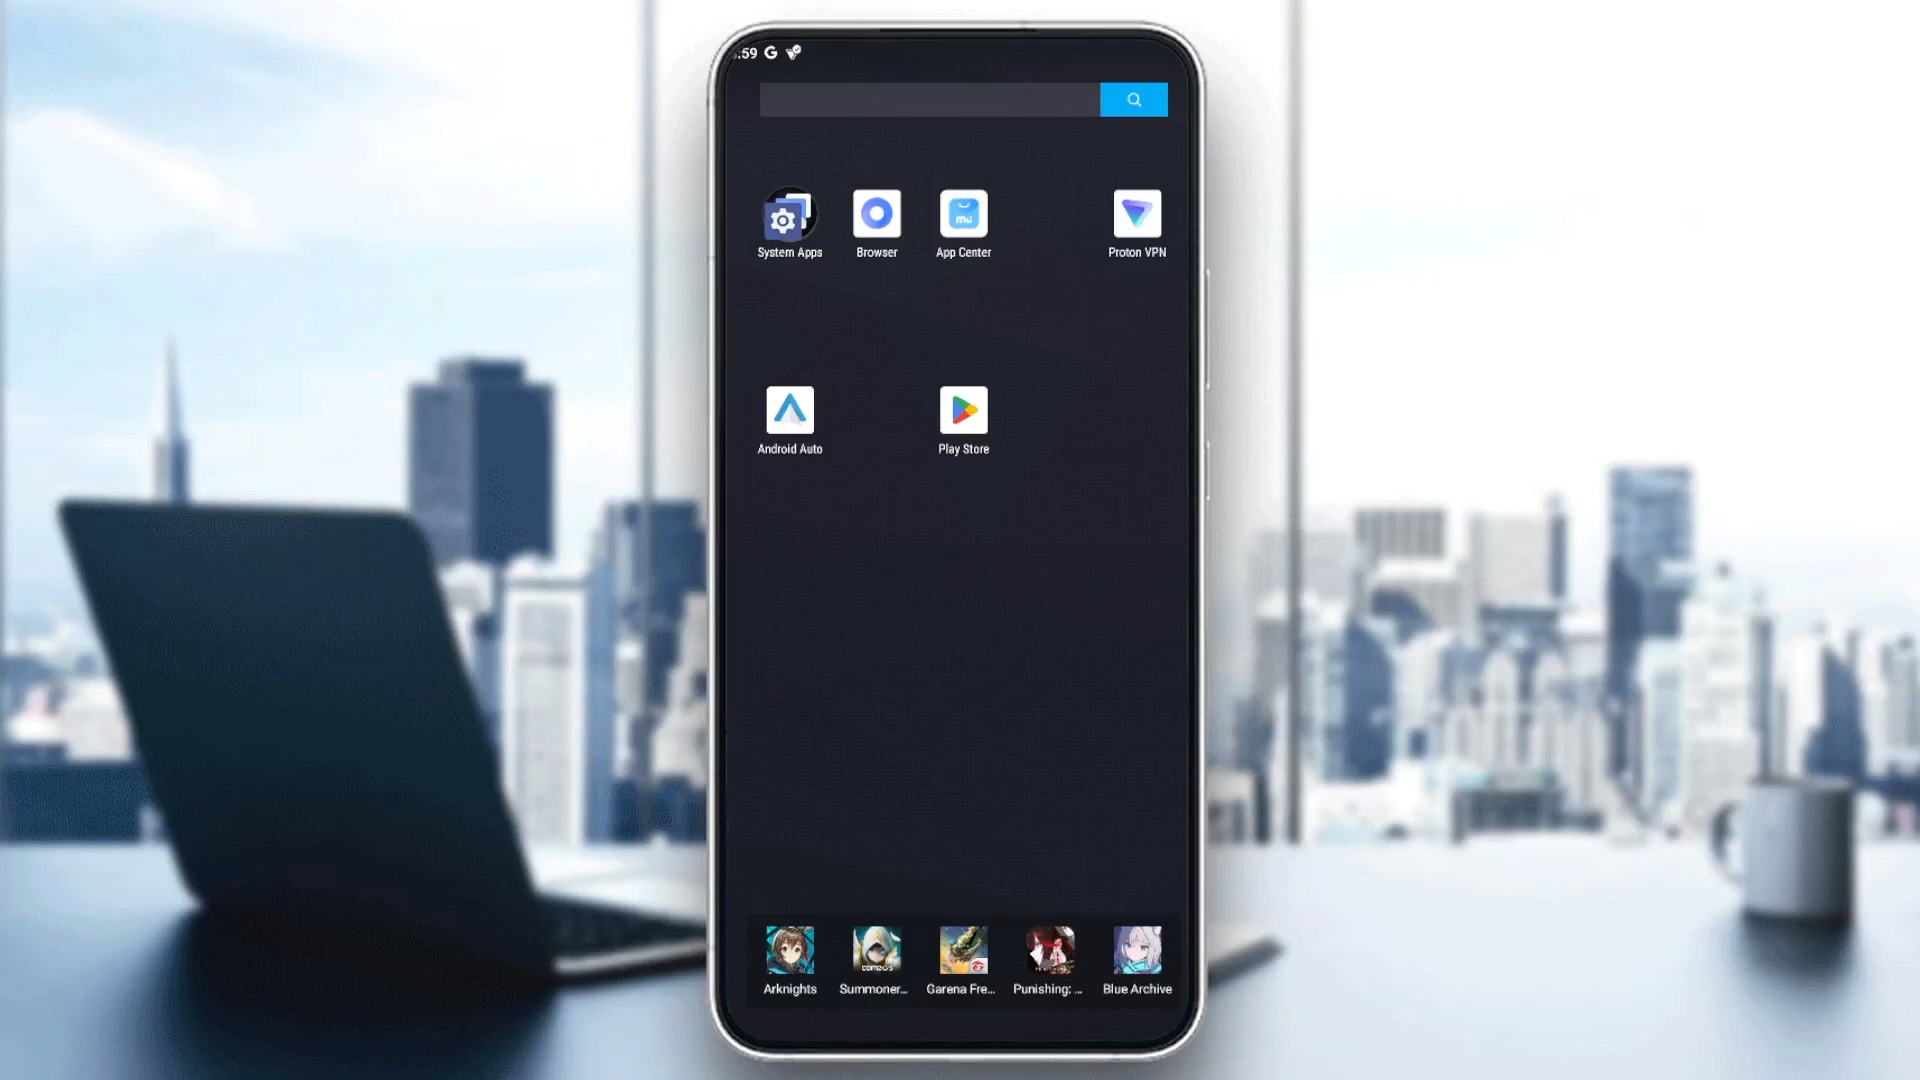 :59
System Apps
Browser
App Center
Proton VPN
Android Auto
Play Store
Arknights
Summoner...
Garena Fre...
Punishing: ...
Blue Archive